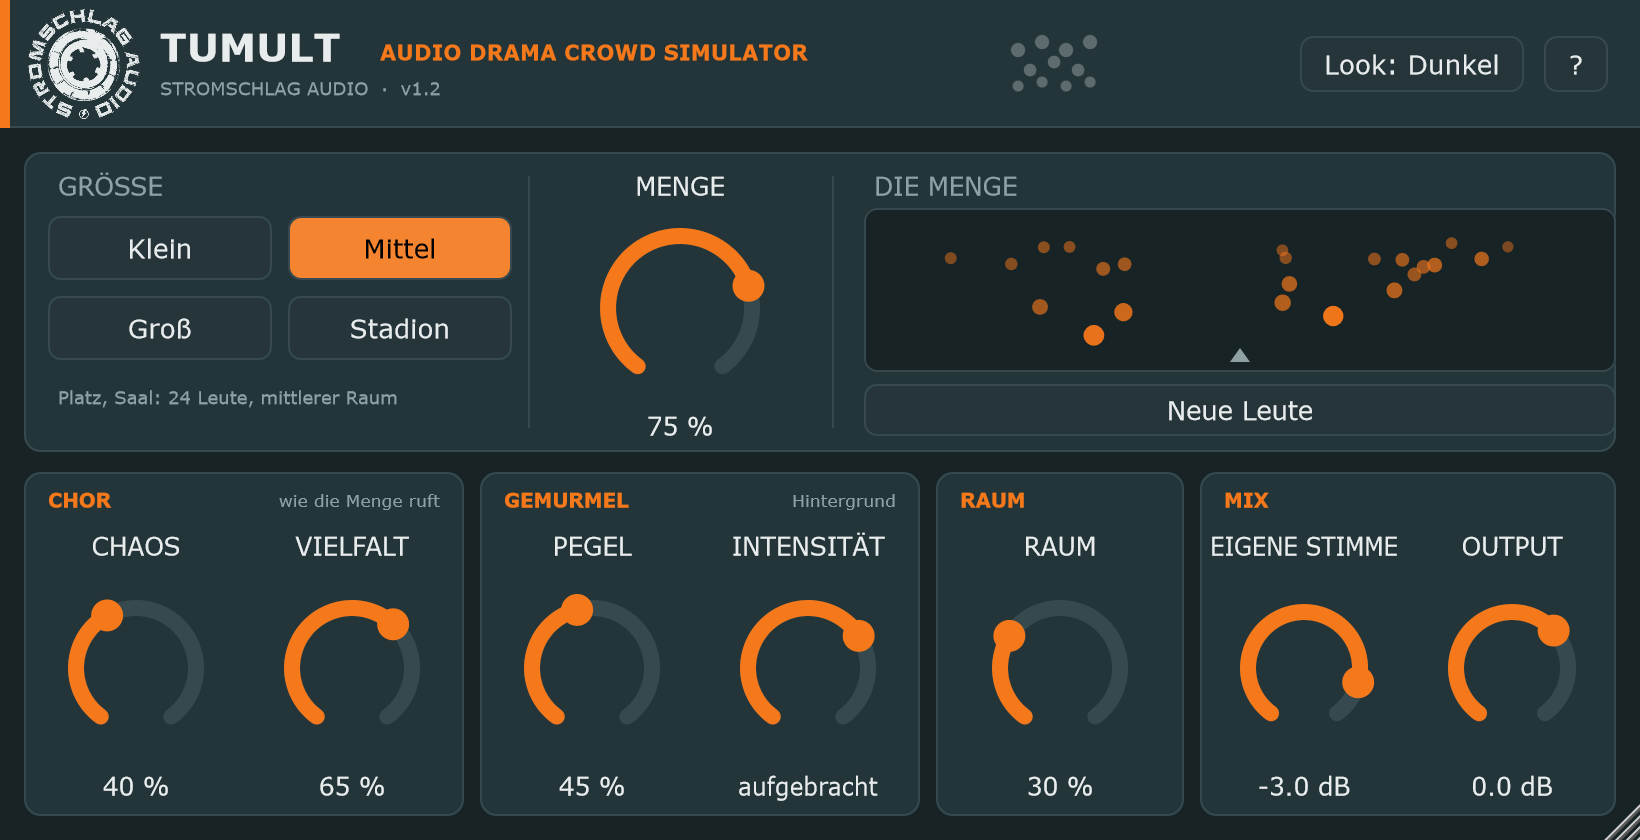 STROMSCHLAG AUDIO
TUMULT
AUDIO DRAMA CROWD SIMULATOR
STROMSCHLAG AUDIO · v1.2
Look: Dunkel
?
GRÖSSE
Klein
Mittel
Groß
Stadion
Platz, Saal: 24 Leute, mittlerer Raum
MENGE
75 %
DIE MENGE
Neue Leute
CHOR
wie die Menge ruft
CHAOS
VIELFALT
40 %
65 %
GEMURMEL
Hintergrund
PEGEL
INTENSITÄT
45 %
aufgebracht
RAUM
RAUM
30 %
MIX
EIGENE STIMME
OUTPUT
-3.0 dB
0.0 dB